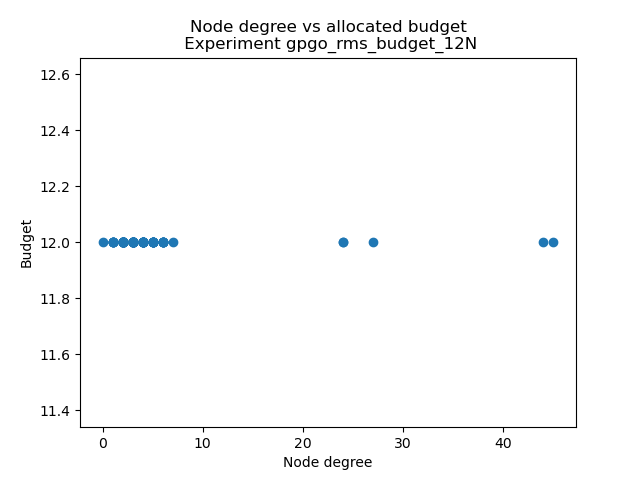 Node degree vs allocated budget
Experiment gpgo_rms_budget_12N
12.6
12.4
12.2
12.0
11.8
11.6
11.4
Budget
0 10 20 30 40
Node degree